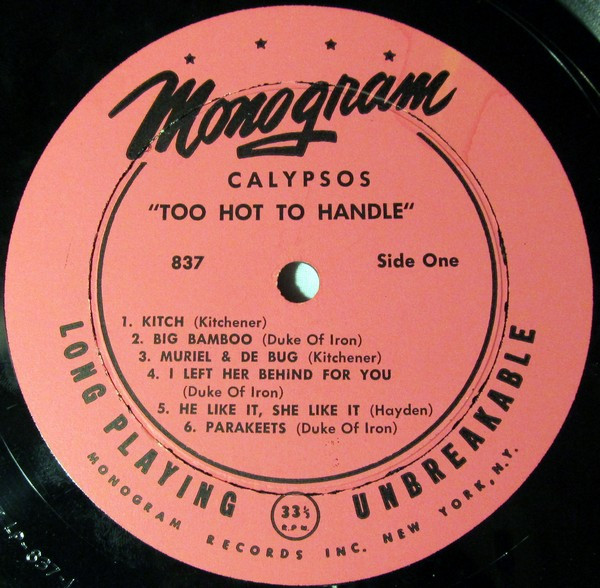 Monogram
CALYPSOS
"TOO HOT TO HANDLE"
837 Side One
1. KITCH (Kitchener)
2. BIG BAMBOO (Duke Of Iron)
3. MURIEL & DE BUG (Kitchener)
4. I LEFT HER BEHIND FOR YOU
(Duke Of Iron)
5. HE LIKE IT, SHE LIKE IT (Hayden)
6. PARAKEETS (Duke Of Iron)
LONG PLAYING UNBREAKABLE
33⅓
R.P.M.
MONOGRAM RECORDS INC. NEW YORK, N.Y.